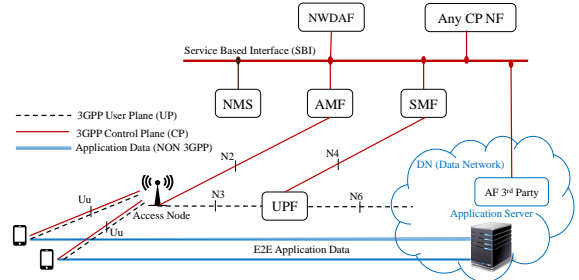 NWDAF
Any CP NF
Service Based Interface (SBI)
NMS
AMF
SMF
3GPP User Plane (UP)
3GPP Control Plane (CP)
Application Data (NON 3GPP)
N2
N4
DN (Data Network)
Uu
N3
N6
UPF
AF 3rd Party
Access Node
Uu
Application Server
E2E Application Data